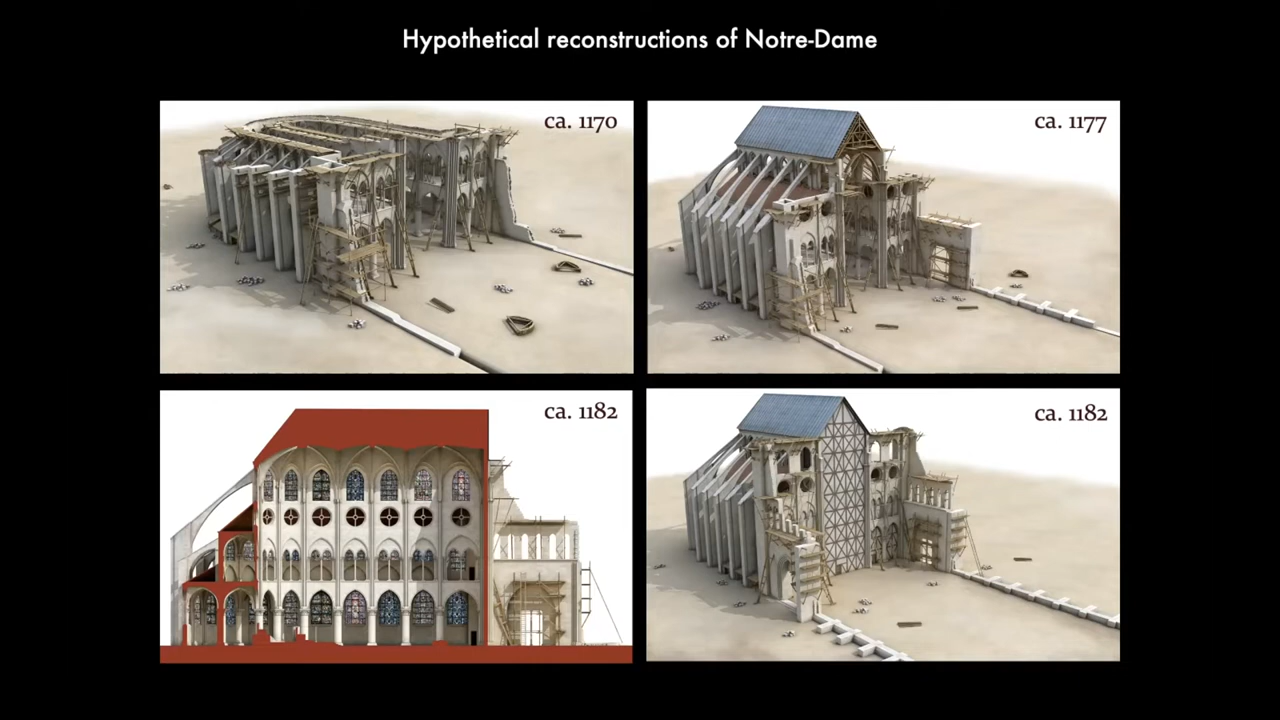 Hypothetical reconstructions of Notre-Dame
ca. 1170
ca. 1177
ca. 1182
ca. 1182